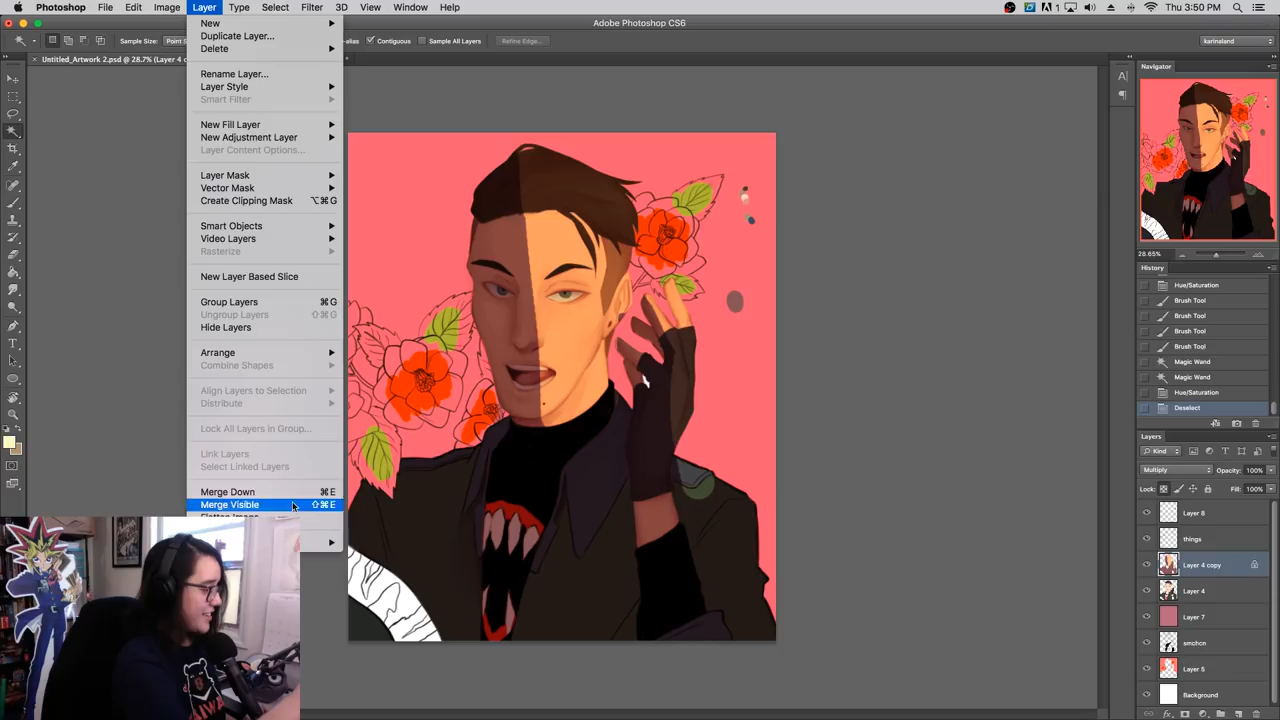 Photoshop File Edit Image Layer Type Select Filter 3D View Window Help
1 Thu 3:50 PM
Adobe Photoshop CS6
Sample Size: Point S
Contiguous Sample All Layers Refine Edge... karinaland
Untitled_Artwork 2.psd @ 28.7% (Layer 4 c
New
Duplicate Layer...
Delete
Rename Layer...
Layer Style
Smart Filter
New Fill Layer
New Adjustment Layer
Layer Content Options...
Layer Mask
Vector Mask
Create Clipping Mask ⌥⌘G
Smart Objects
Video Layers
Rasterize
New Layer Based Slice
Group Layers ⌘G
Ungroup Layers ⇧⌘G
Hide Layers
Arrange
Combine Shapes
Align Layers to Selection
Distribute
Lock All Layers in Group...
Link Layers
Select Linked Layers
Merge Down ⌘E
Merge Visible ⇧⌘E
Flatten Image
Navigator
28.65%
History
Hue/Saturation
Brush Tool
Brush Tool
Brush Tool
Brush Tool
Magic Wand
Magic Wand
Hue/Saturation
Deselect
Layers
Kind
Multiply Opacity: 100%
Lock: Fill: 100%
Layer 8
things
Layer 4 copy
Layer 4
Layer 7
smchcn
Layer 5
Background